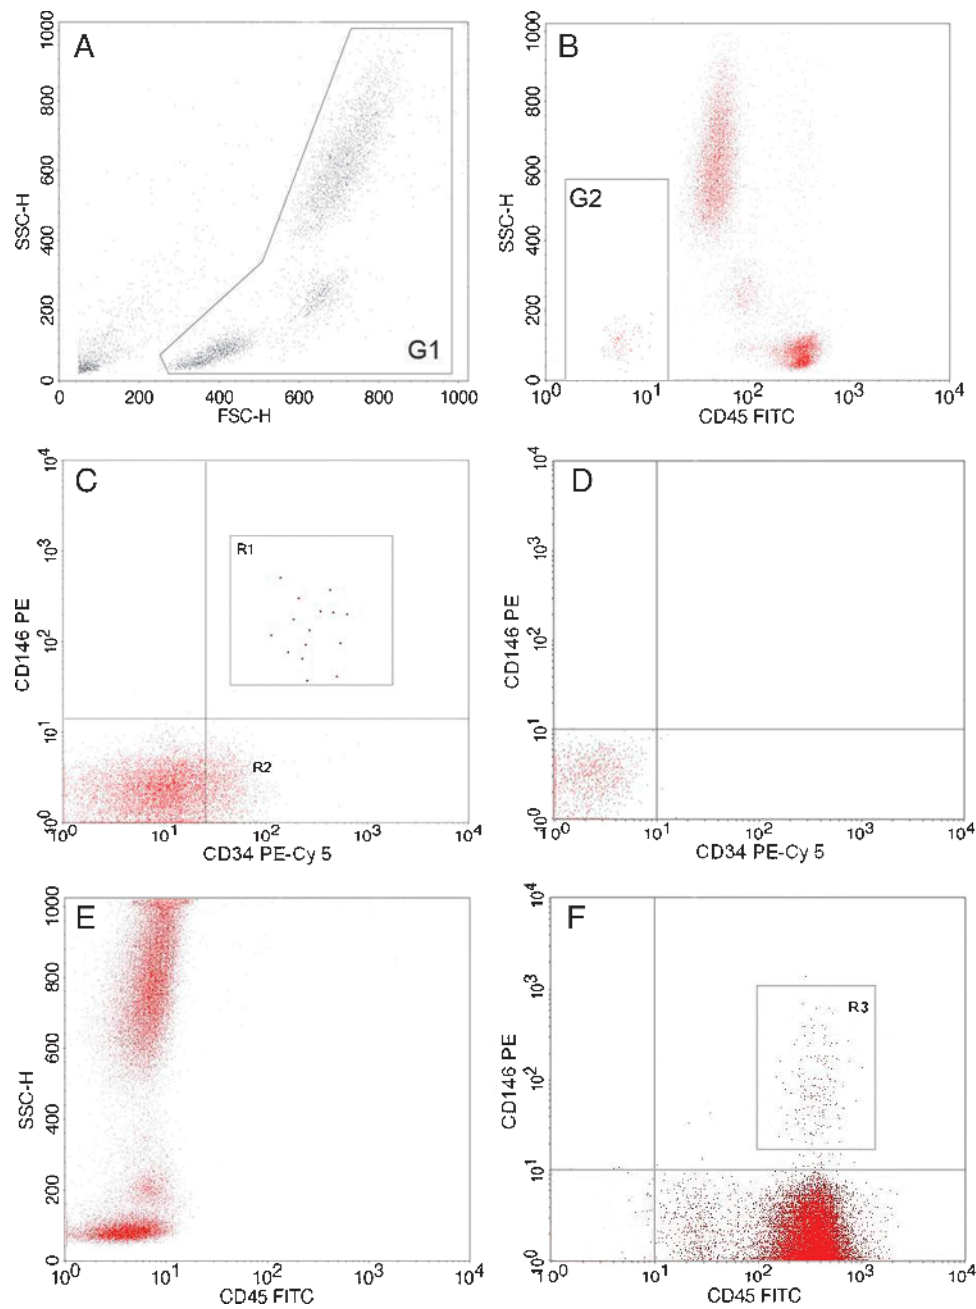 A
1000
800
600
400
200
0
SSC-H
G1
0 200 400 600 800 1000
FSC-H
B
1000
800
600
400
200
0
SSC-H
G2
10^0 10^1 10^2 10^3 10^4
CD45 FITC
C
10^4
10^3
10^2
10^1
10^0
CD146 PE
R1
R2
10^0 10^1 10^2 10^3 10^4
CD34 PE-Cy 5
D
10^4
10^3
10^2
10^1
10^0
CD146 PE
10^0 10^1 10^2 10^3 10^4
CD34 PE-Cy 5
E
1000
800
600
400
200
0
SSC-H
10^0 10^1 10^2 10^3 10^4
CD45 FITC
F
10^4
10^3
10^2
10^1
10^0
CD146 PE
R3
10^0 10^1 10^2 10^3 10^4
CD45 FITC